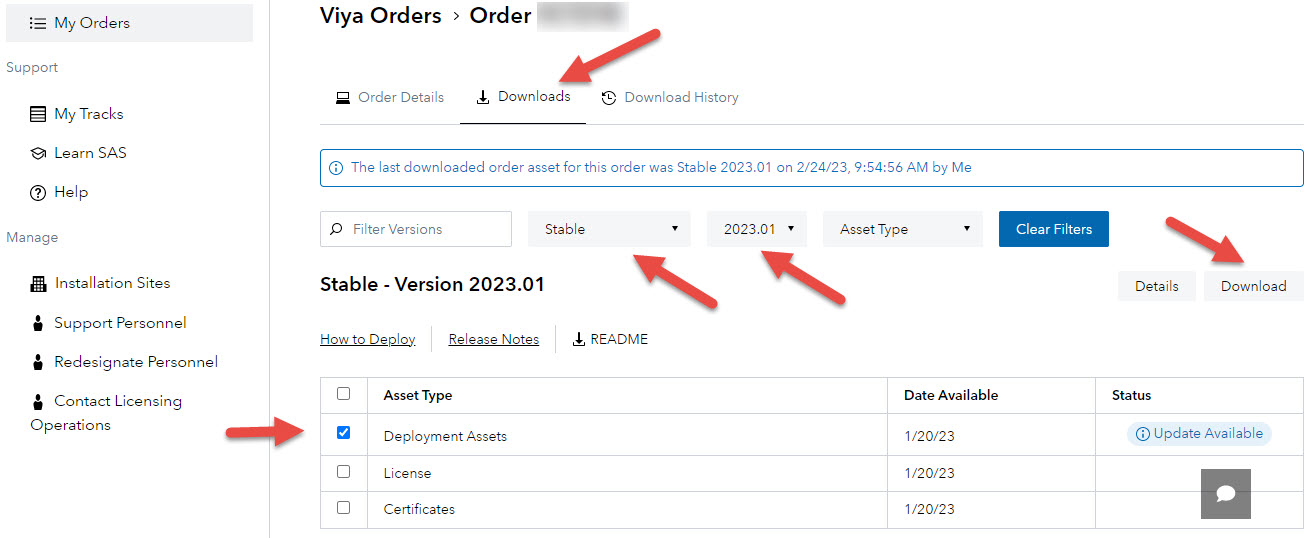 My Orders
Support
My Tracks
Learn SAS
Help
Manage
Installation Sites
Support Personnel
Redesignate Personnel
Contact Licensing
Operations
Viya Orders > Order
Order Details Downloads Download History
The last downloaded order asset for this order was Stable 2023.01 on 2/24/23, 9:54:56 AM by Me
Filter Versions Stable 2023.01 Asset Type Clear Filters
Stable - Version 2023.01 Details Download
How to Deploy Release Notes README
Asset Type Date Available Status
Deployment Assets 1/20/23 Update Available
License 1/20/23
Certificates 1/20/23